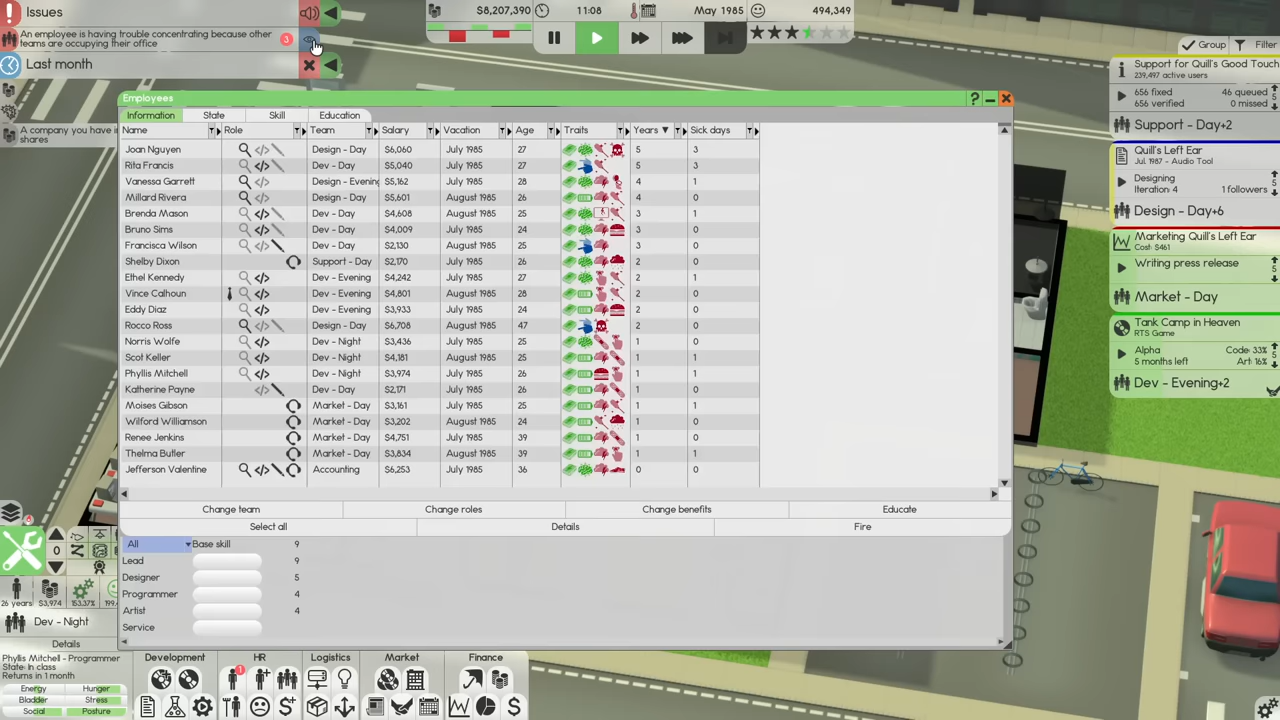 Issues
An employee is having trouble concentrating because other teams are occupying their office
3
Last month
A company you have i
shares
$8,207,390
11:08
May 1985
494,349
Group
Filter
Support for Quill's Good Touch
239,497 active users
656 fixed 46 queued
656 verified 0 missed
Support - Day+2
Quill's Left Ear
Jul. 1987 - Audio Tool
Designing
Iteration: 4 1 followers
Design - Day+6
Marketing Quill's Left Ear
Cost: $461
Writing press release
Market - Day
Tank Camp in Heaven
RTS Game
Alpha Code: 33%
5 months left Art: 16%
Dev - Evening+2
Employees
?
Information State Skill Education
Name Role Team Salary Vacation Age Traits Years Sick days
Joan Nguyen Design - Day $6,060 July 1985 27 5 3
Rita Francis Dev - Day $5,040 July 1985 27 5 3
Vanessa Garrett Design - Evening $5,162 July 1985 28 4 1
Millard Rivera Design - Day $5,601 August 1985 26 4 0
Brenda Mason Dev - Day $4,608 August 1985 25 3 1
Bruno Sims Dev - Day $4,009 July 1985 24 3 0
Francisca Wilson Dev - Day $2,130 August 1985 25 3 0
Shelby Dixon Support - Day $2,170 July 1985 26 2 0
Ethel Kennedy Dev - Evening $4,242 July 1985 27 2 1
Vince Calhoun Dev - Evening $4,801 August 1985 28 2 0
Eddy Diaz Dev - Evening $3,933 July 1985 24 2 0
Rocco Ross Design - Day $6,708 August 1985 47 2 0
Norris Wolfe Dev - Night $3,436 August 1985 25 1 0
Scot Keller Dev - Night $4,181 August 1985 25 1 1
Phyllis Mitchell Dev - Night $3,974 August 1985 26 1 1
Katherine Payne Dev - Day $2,171 August 1985 26 1 0
Moises Gibson Market - Day $3,161 August 1985 25 1 1
Wilford Williamson Market - Day $3,202 August 1985 24 1 0
Renee Jenkins Market - Day $4,751 July 1985 39 1 0
Thelma Butler Market - Day $3,834 August 1985 39 1 1
Jefferson Valentine Accounting $6,253 July 1985 36 0 0
Change team Change roles Change benefits Educate
Select all Details Fire
All Base skill 9
Lead 9
Designer 5
Programmer 4
Artist 4
Service
0
26 years $3,974 153.37%
Dev - Night
Details
Phyllis Mitchell - Programmer
State: In class
Returns in 1 month
Energy Hunger
Bladder Stress
Social Posture
Development HR Logistics Market Finance
1